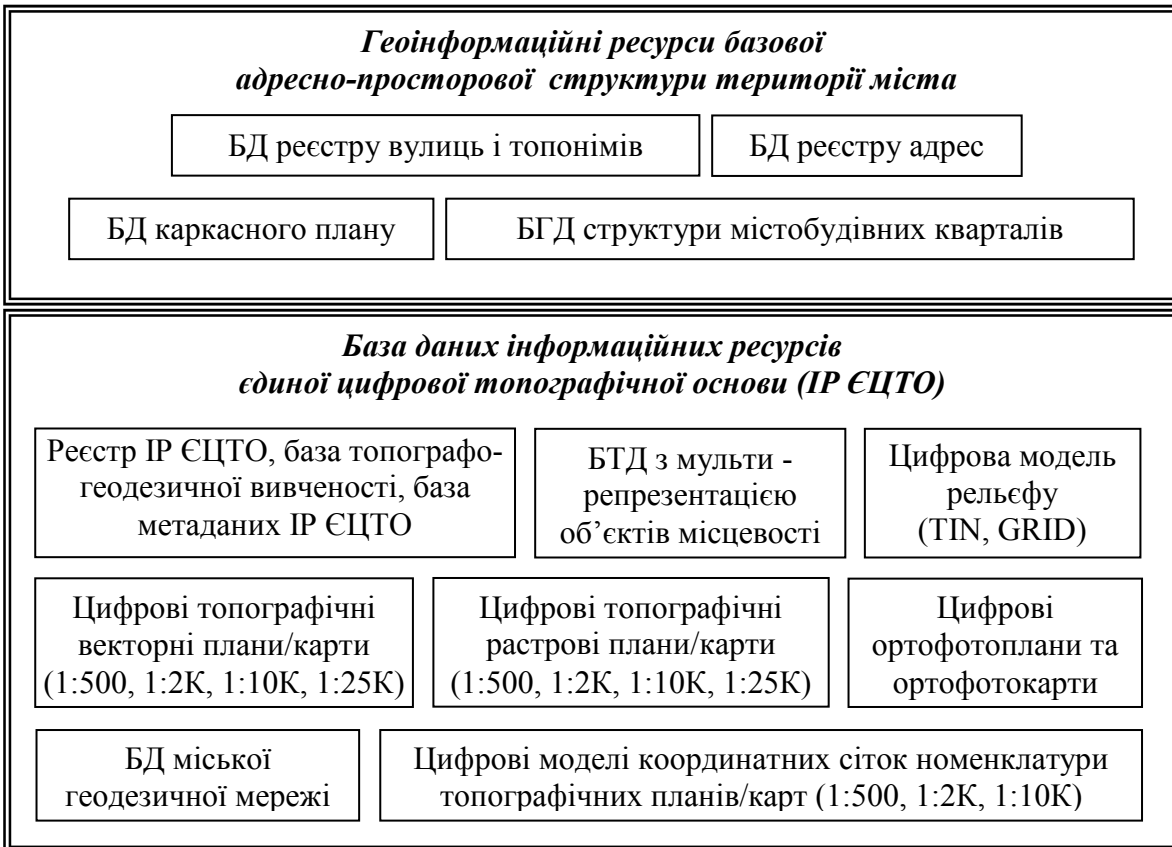 Геоінформаційні ресурси базової
адресно-просторової структури території міста
БД реєстру вулиць і топонімів
БД реєстру адрес
БД каркасного плану
БГД структури містобудівних кварталів
База даних інформаційних ресурсів
єдиної цифрової топографічної основи (ІР ЄЦТО)
Реєстр ІР ЄЦТО, база топографо-
геодезичної вивченості, база
метаданих ІР ЄЦТО
БТД з мульти -
репрезентацією
об’єктів місцевості
Цифрова модель
рельєфу
(TIN, GRID)
Цифрові топографічні
векторні плани/карти
(1:500, 1:2К, 1:10К, 1:25К)
Цифрові топографічні
растрові плани/карти
(1:500, 1:2К, 1:10К, 1:25К)
Цифрові
ортофотоплани та
ортофотокарти
БД міської
геодезичної мережі
Цифрові моделі координатних сіток номенклатури
топографічних планів/карт (1:500, 1:2К, 1:10К)